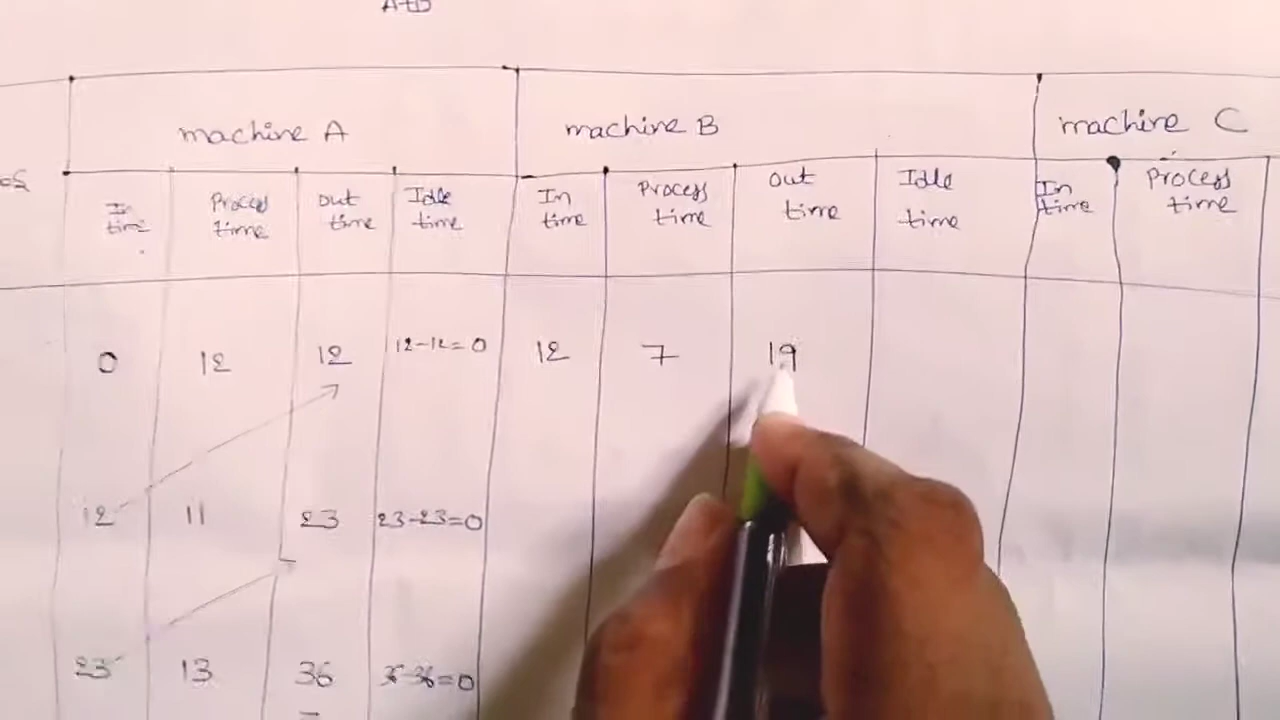 A+B
machine A machine B machine C
In time Process time Out time Idle time In time Process time Out time Idle time In time Process time
0 12 12 12-12=0 12 7 19
12 11 23 23-23=0
23 13 36 36-36=0